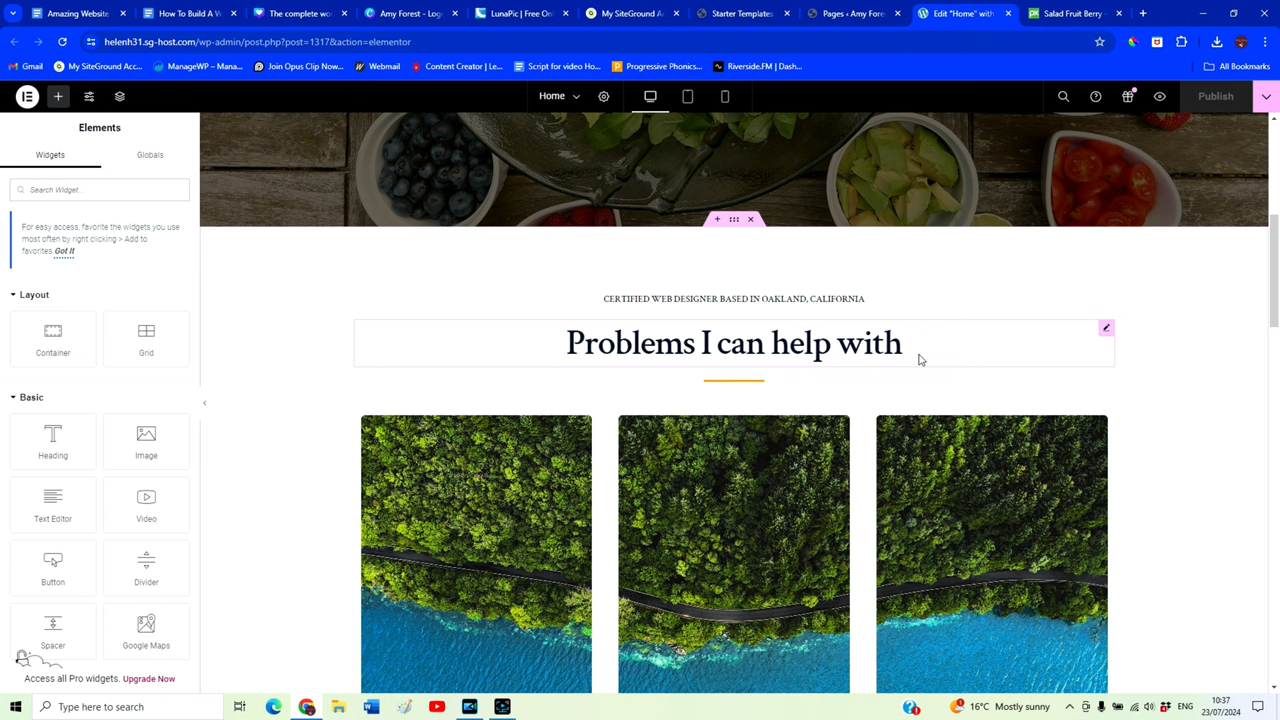 Amazing Website
How To Build A W
The complete wo
Amy Forest - Log
LunaPic | Free Onl
My SiteGround Ac
Starter Templates
Pages ‹ Amy Fore
Edit "Home" with
Salad Fruit Berry
helenh31.sg-host.com/wp-admin/post.php?post=1317&action=elementor
Gmail
My SiteGround Acc...
ManageWP – Mana...
Join Opus Clip Now...
Webmail
Content Creator | Le...
Script for video Ho...
Progressive Phonics...
Riverside.FM | Dash...
All Bookmarks
Home
Publish
Elements
Widgets
Globals
Search Widget...
For easy access, favorite the widgets you use
most often by right clicking > Add to
favorites. Got It
Layout
Container
Grid
Basic
Heading
Image
Text Editor
Video
Button
Divider
Spacer
Google Maps
Access all Pro widgets. Upgrade Now
CERTIFIED WEB DESIGNER BASED IN OAKLAND, CALIFORNIA
Problems I can help with
Type here to search
16°C Mostly sunny
ENG
10:37
23/07/2024